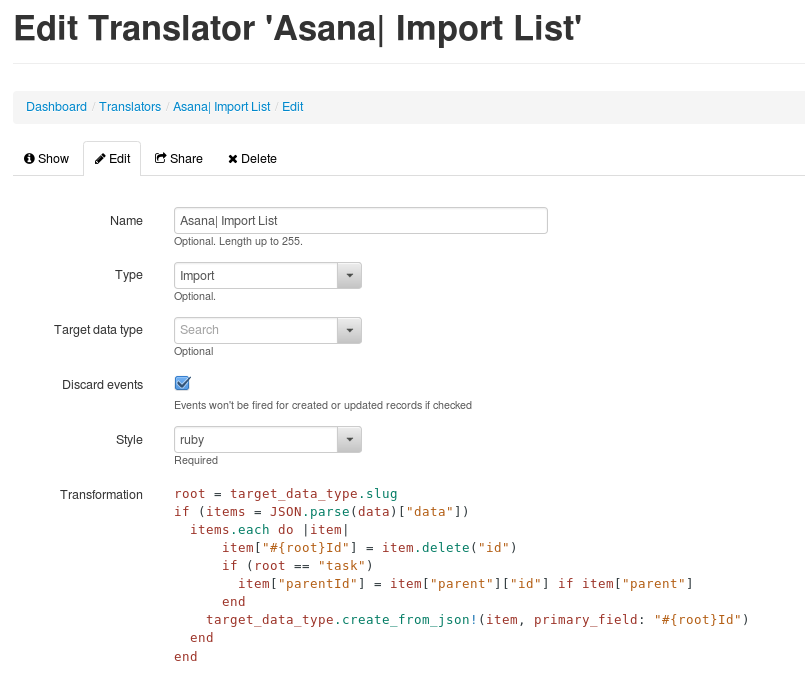 Edit Translator 'Asana| Import List'
Dashboard / Translators / Asana| Import List / Edit
Show Edit Share Delete
Name Asana| Import List
Optional. Length up to 255.
Type Import
Optional.
Target data type Search
Optional
Discard events
Events won't be fired for created or updated records if checked
Style ruby
Required
Transformation root = target_data_type.slug
if (items = JSON.parse(data)["data"])
  items.each do |item|
      item["#{root}Id"] = item.delete("id")
      if (root == "task")
        item["parentId"] = item["parent"]["id"] if item["parent"]
      end
    target_data_type.create_from_json!(item, primary_field: "#{root}Id")
  end
end